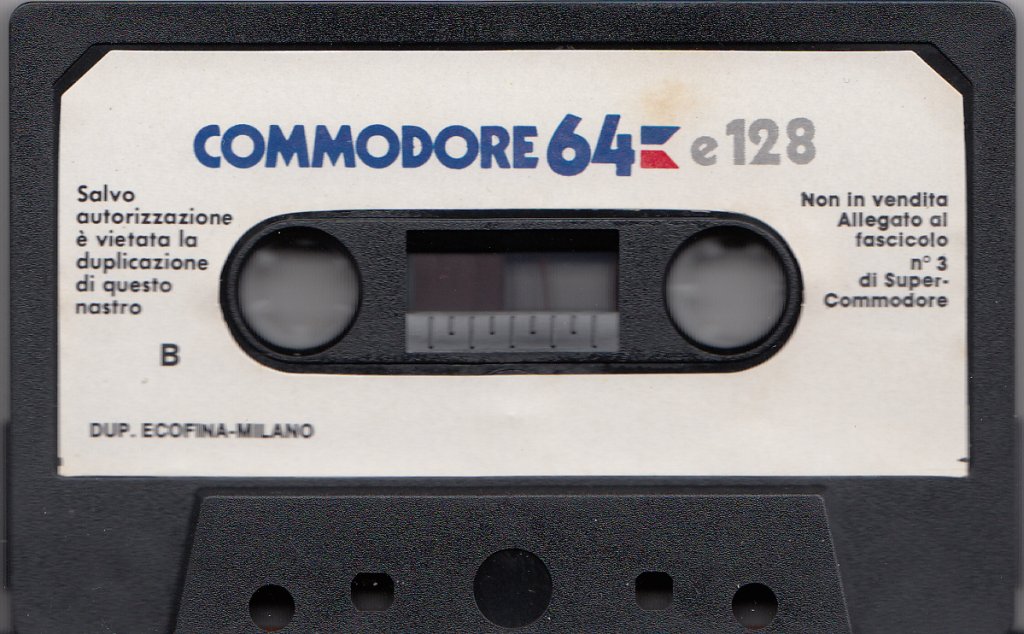 COMMODORE 64 e 128
Salvo
autorizzazione
è vietata la
duplicazione
di questo
nastro
B
Non in vendita
Allegato al
fascicolo
n° 3
di Super-
Commodore
DUP. ECOFINA-MILANO